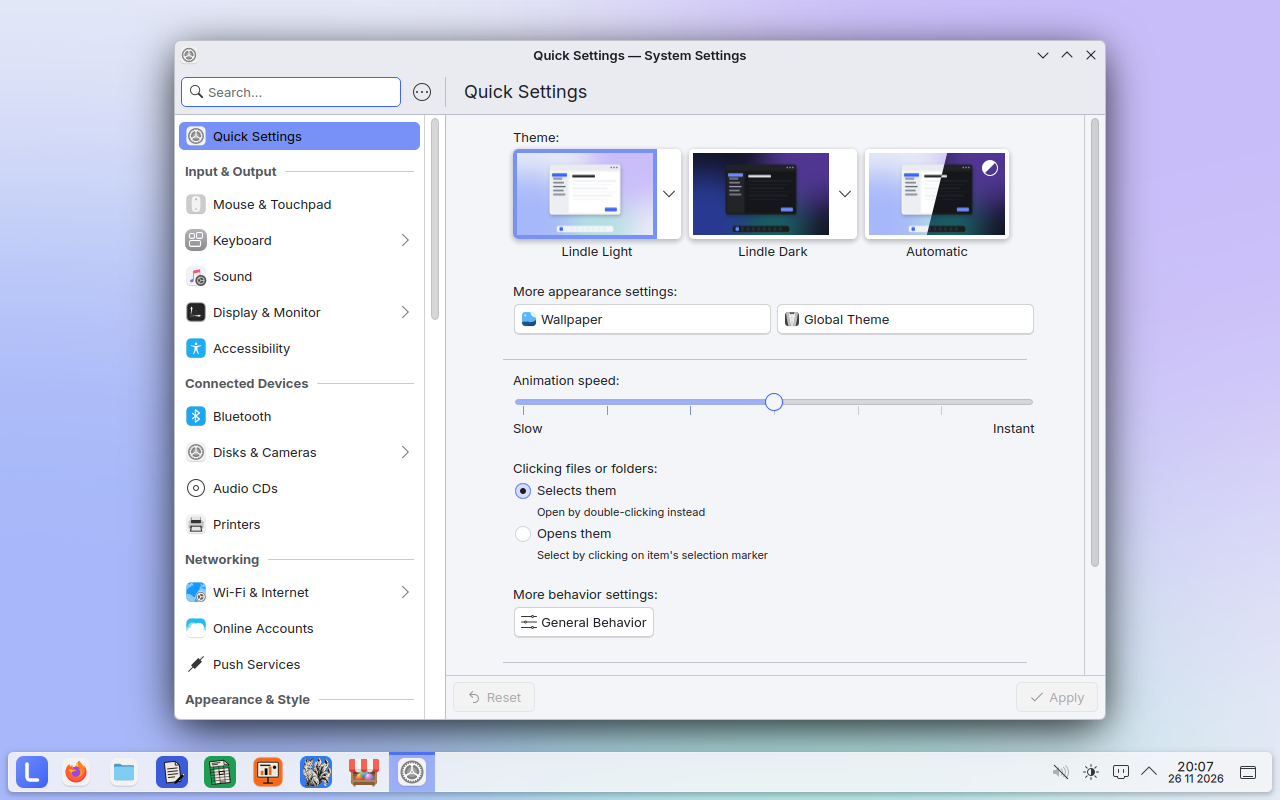 Quick Settings — System Settings
Search...
Quick Settings
Quick Settings
Input & Output
Mouse & Touchpad
Keyboard
Sound
Display & Monitor
Accessibility
Connected Devices
Bluetooth
Disks & Cameras
Audio CDs
Printers
Networking
Wi-Fi & Internet
Online Accounts
Push Services
Appearance & Style
Theme:
Lindle Light
Lindle Dark
Automatic
More appearance settings:
Wallpaper
Global Theme
Animation speed:
Slow
Instant
Clicking files or folders:
Selects them
Open by double-clicking instead
Opens them
Select by clicking on item's selection marker
More behavior settings:
General Behavior
Reset
Apply
20:07
26 11 2026